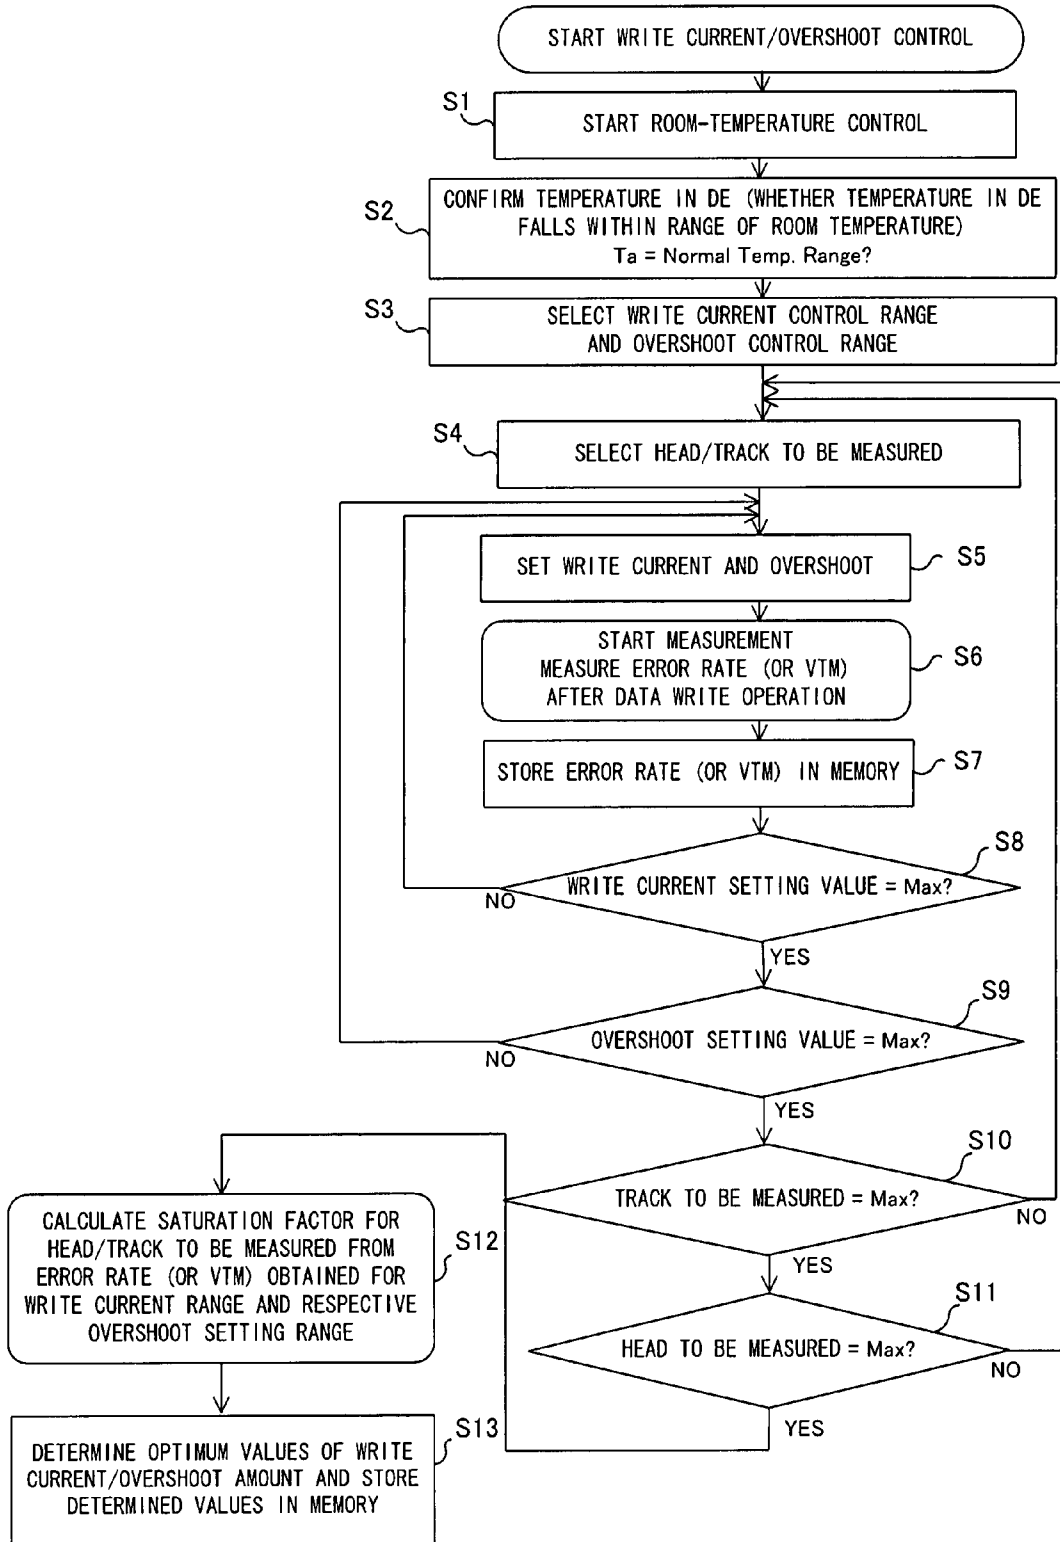 START WRITE CURRENT/OVERSHOOT CONTROL
S1
START ROOM-TEMPERATURE CONTROL
S2
CONFIRM TEMPERATURE IN DE (WHETHER TEMPERATURE IN DE
FALLS WITHIN RANGE OF ROOM TEMPERATURE)
Ta = Normal Temp. Range?
S3
SELECT WRITE CURRENT CONTROL RANGE
AND OVERSHOOT CONTROL RANGE
S4
SELECT HEAD/TRACK TO BE MEASURED
SET WRITE CURRENT AND OVERSHOOT
S5
START MEASUREMENT
MEASURE ERROR RATE (OR VTM)
AFTER DATA WRITE OPERATION
S6
STORE ERROR RATE (OR VTM) IN MEMORY
S7
S8
WRITE CURRENT SETTING VALUE = Max?
NO
YES
S9
OVERSHOOT SETTING VALUE = Max?
NO
YES
S10
TRACK TO BE MEASURED = Max?
NO
YES
S11
HEAD TO BE MEASURED = Max?
NO
YES
CALCULATE SATURATION FACTOR FOR
HEAD/TRACK TO BE MEASURED FROM
ERROR RATE (OR VTM) OBTAINED FOR
WRITE CURRENT RANGE AND RESPECTIVE
OVERSHOOT SETTING RANGE
S12
S13
DETERMINE OPTIMUM VALUES OF WRITE
CURRENT/OVERSHOOT AMOUNT AND STORE
DETERMINED VALUES IN MEMORY